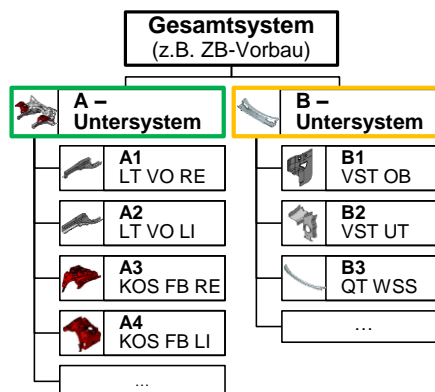 Gesamtsystem
(z.B. ZB-Vorbau)
A –
Untersystem
B –
Untersystem
A1
LT VO RE
A2
LT VO LI
A3
KOS FB RE
A4
KOS FB LI
...
B1
VST OB
B2
VST UT
B3
QT WSS
...